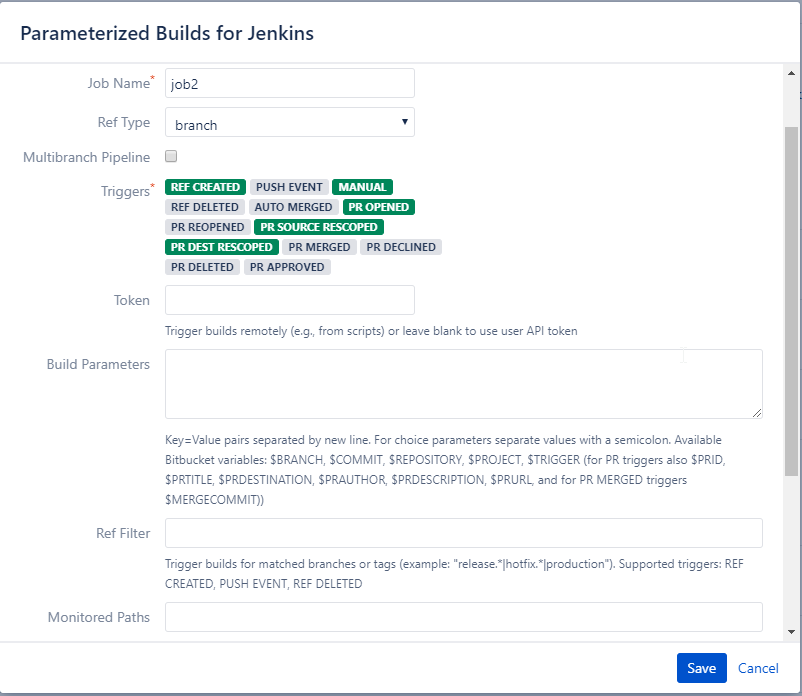 Parameterized Builds for Jenkins
Job Name* job2
Ref Type branch
Multibranch Pipeline
Triggers* REF CREATED PUSH EVENT MANUAL
REF DELETED AUTO MERGED PR OPENED
PR REOPENED PR SOURCE RESCOPED
PR DEST RESCOPED PR MERGED PR DECLINED
PR DELETED PR APPROVED
Token
Trigger builds remotely (e.g., from scripts) or leave blank to use user API token
Build Parameters
Key=Value pairs separated by new line. For choice parameters separate values with a semicolon. Available
Bitbucket variables: $BRANCH, $COMMIT, $REPOSITORY, $PROJECT, $TRIGGER (for PR triggers also $PRID,
$PRTITLE, $PRDESTINATION, $PRAUTHOR, $PRDESCRIPTION, $PRURL, and for PR MERGED triggers
$MERGECOMMIT))
Ref Filter
Trigger builds for matched branches or tags (example: "release.*|hotfix.*|production"). Supported triggers: REF
CREATED, PUSH EVENT, REF DELETED
Monitored Paths
Save Cancel